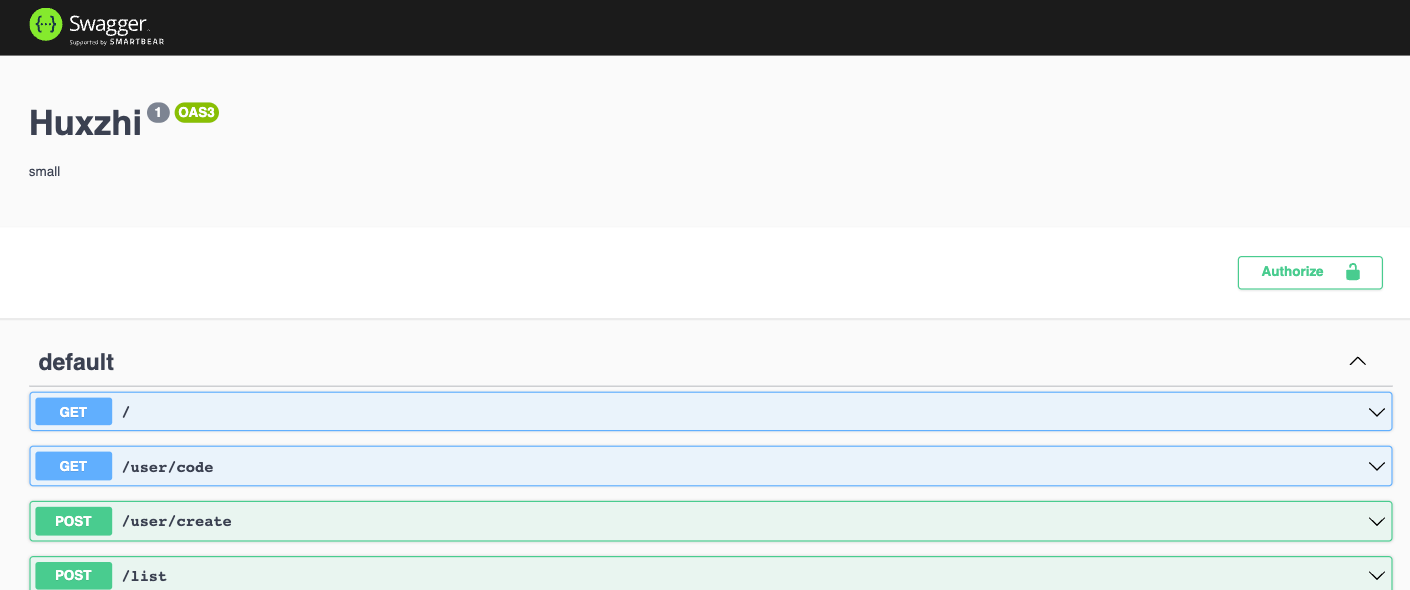 {···} Swagger
Supported by SMARTBEAR
Huxzhi 1 OAS3
small
Authorize
default
GET /
GET /user/code
POST /user/create
POST /list